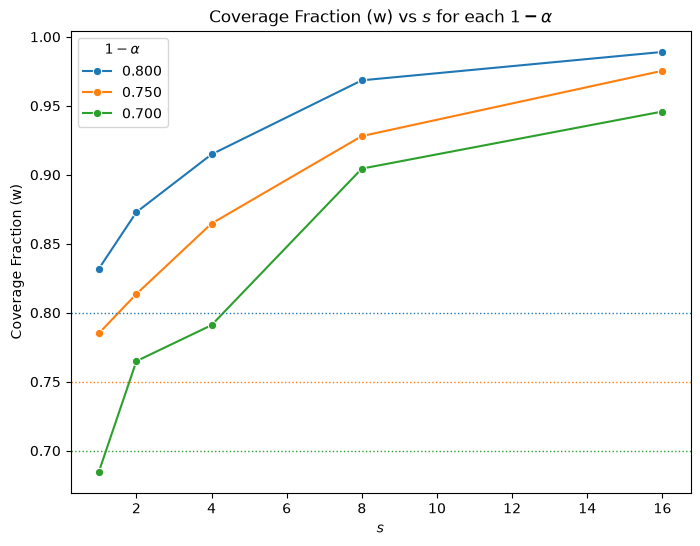 Coverage Fraction (w) vs s for each 1 − α
1 − α
0.800
0.750
0.700
Coverage Fraction (w)
1.00
0.95
0.90
0.85
0.80
0.75
0.70
2 4 6 8 10 12 14 16
s